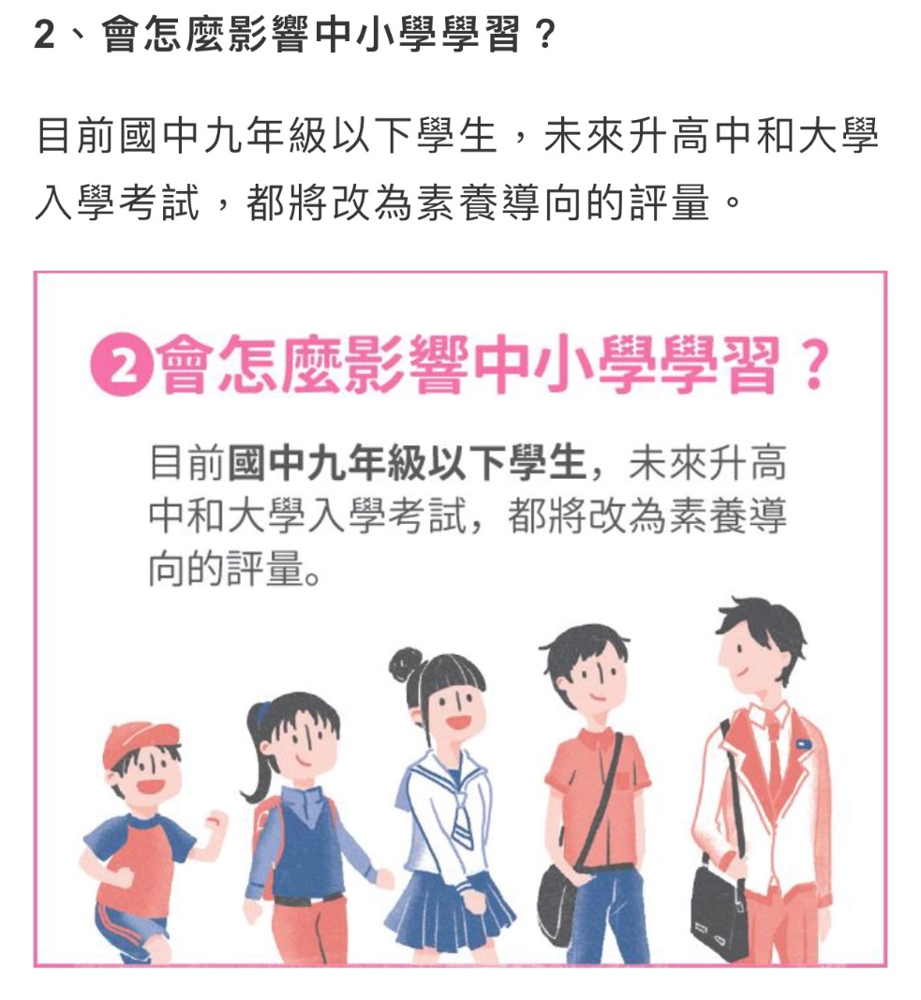 2、會怎麼影響中小學學習？
目前國中九年級以下學生，未來升高中和大學
入學考試，都將改為素養導向的評量。
2會怎麼影響中小學學習？
目前國中九年級以下學生，未來升高
中和大學入學考試，都將改為素養導
向的評量。